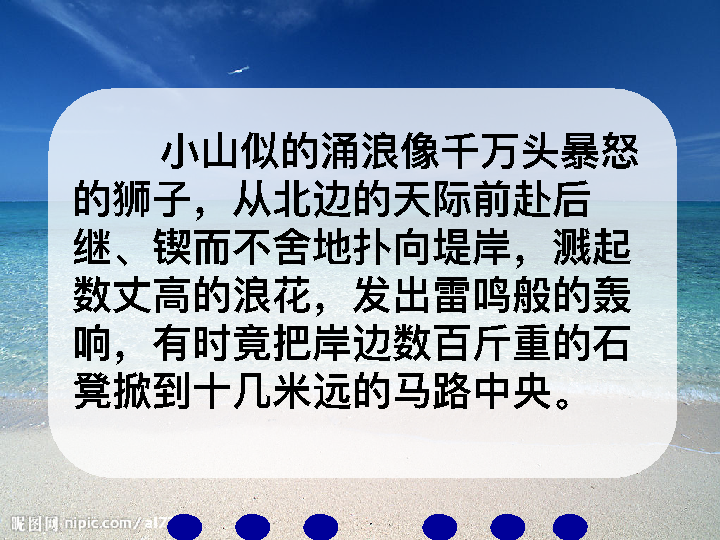 小山似的涌浪像千万头暴怒
的狮子，从北边的天际前赴后
继、锲而不舍地扑向堤岸，溅起
数丈高的浪花，发出雷鸣般的轰
响，有时竟把岸边数百斤重的石
凳掀到十几米远的马路中央。
昵图网 nipic.com/al7